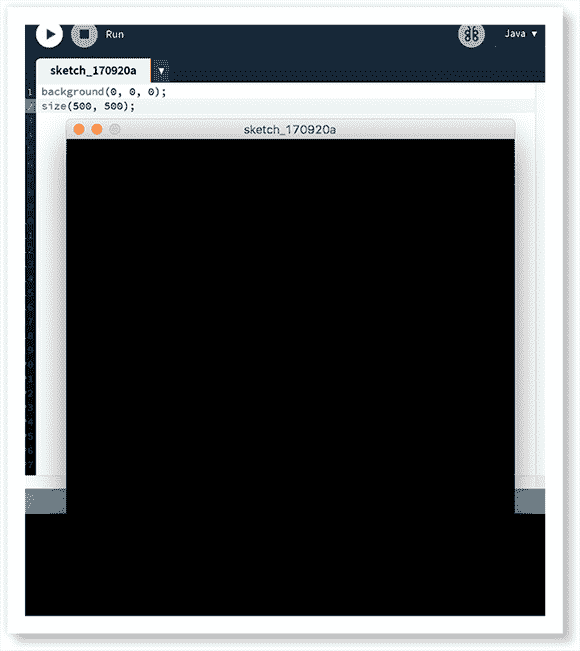 Run
Java ▼
sketch_170920a
▼
1 background(0, 0, 0);
2 size(500, 500);
sketch_170920a